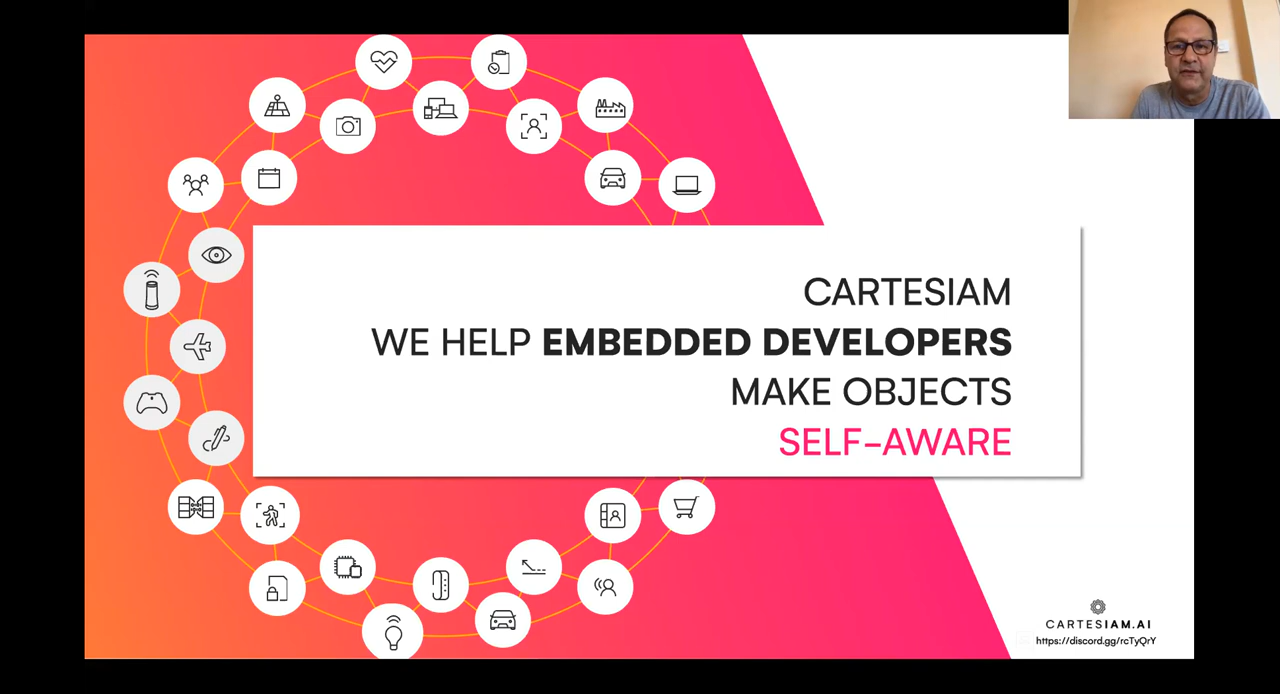 CARTESIAM
WE HELP EMBEDDED DEVELOPERS
MAKE OBJECTS
SELF-AWARE
CARTESIAM.AI
https://discord.gg/rcTyQrY